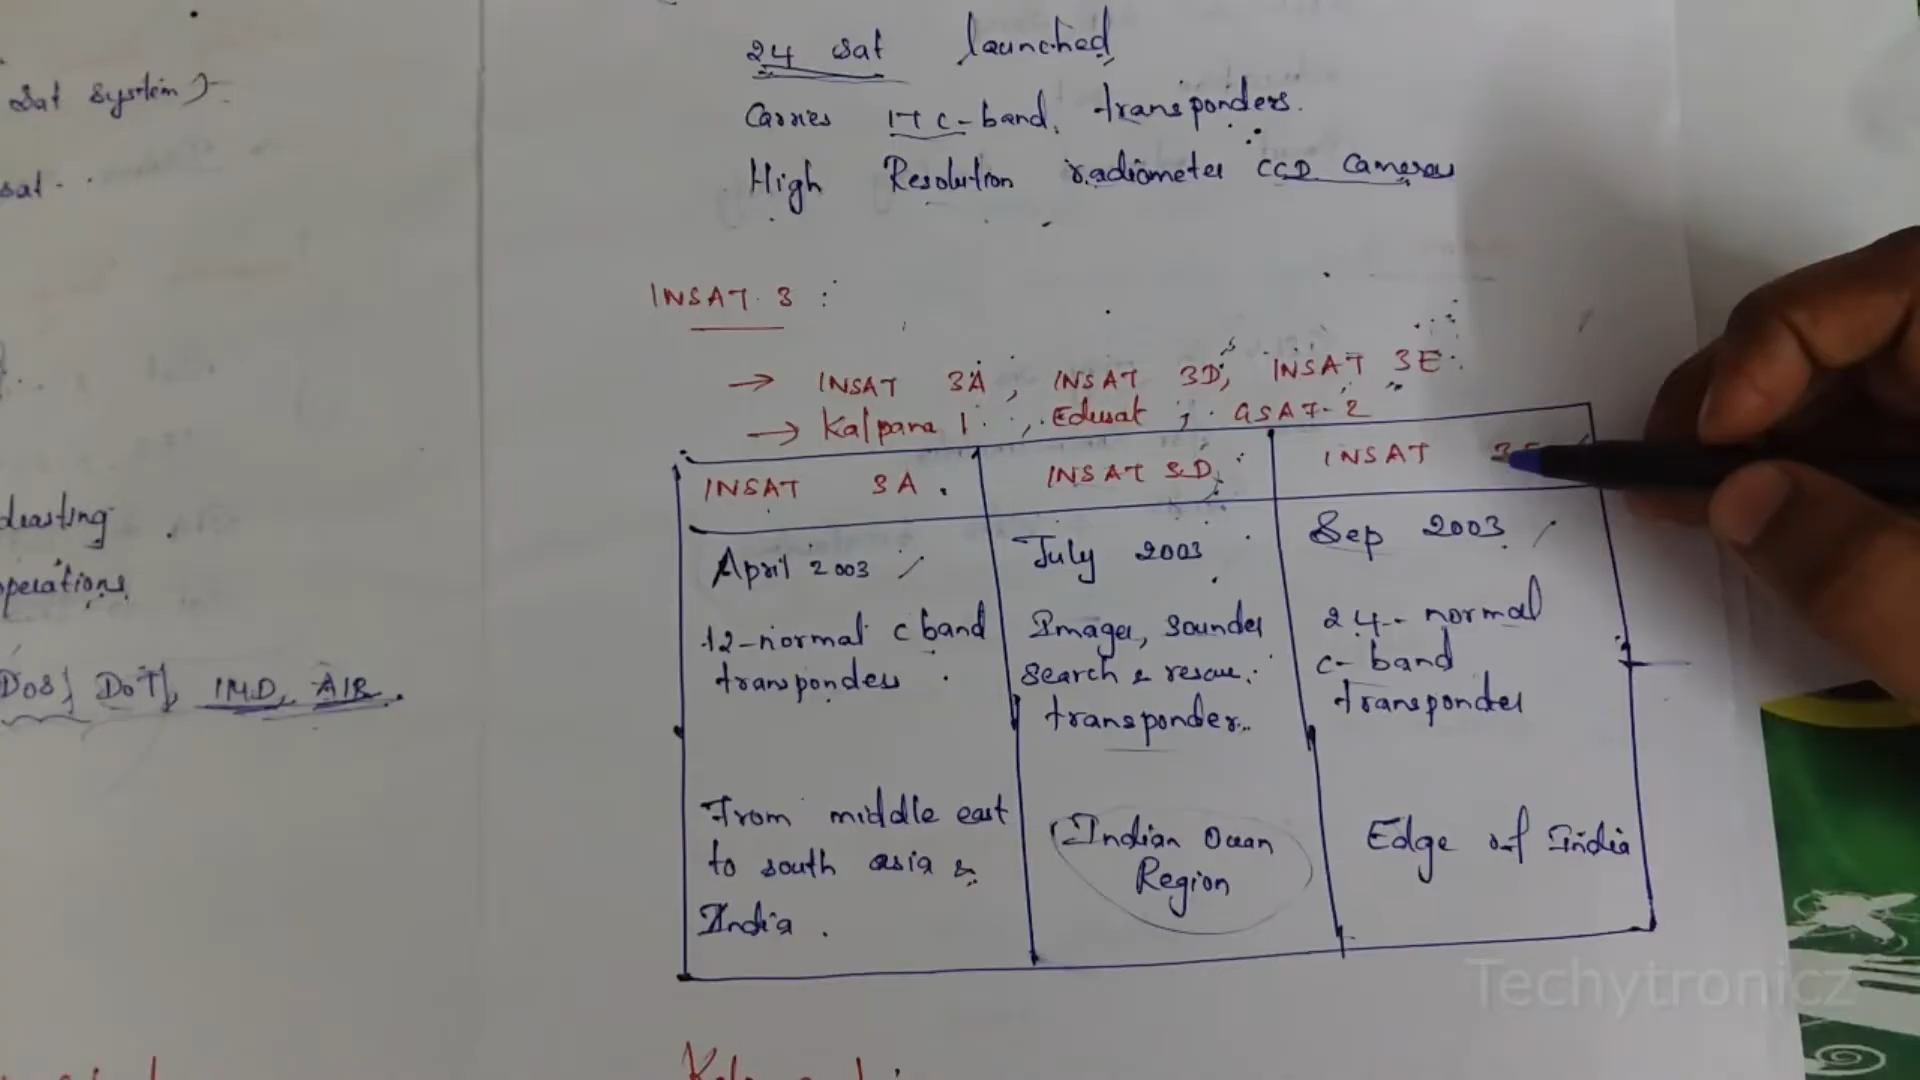 Sat System)-
sat.
dcasting
operations
DOS, DOT, IMD, AIR.
24 sat launched
Carries 17 C-band transponders.
High Resolution radiometer CCD Cameras
INSAT 3 :
→ INSAT 3A, INSAT 3D, INSAT 3E.
→ Kalpana 1, Edusat, GSAT-2
INSAT 3A
April 2003
12-normal c band
transponders
From middle east
to south asia &
India.
INSAT 3D
July 2003
Imager, sounder
search & rescue
transponder.
Indian Ocean
Region
INSAT
Sep 2003
24-normal
c-band
transponder
Edge of India
Techytronicz